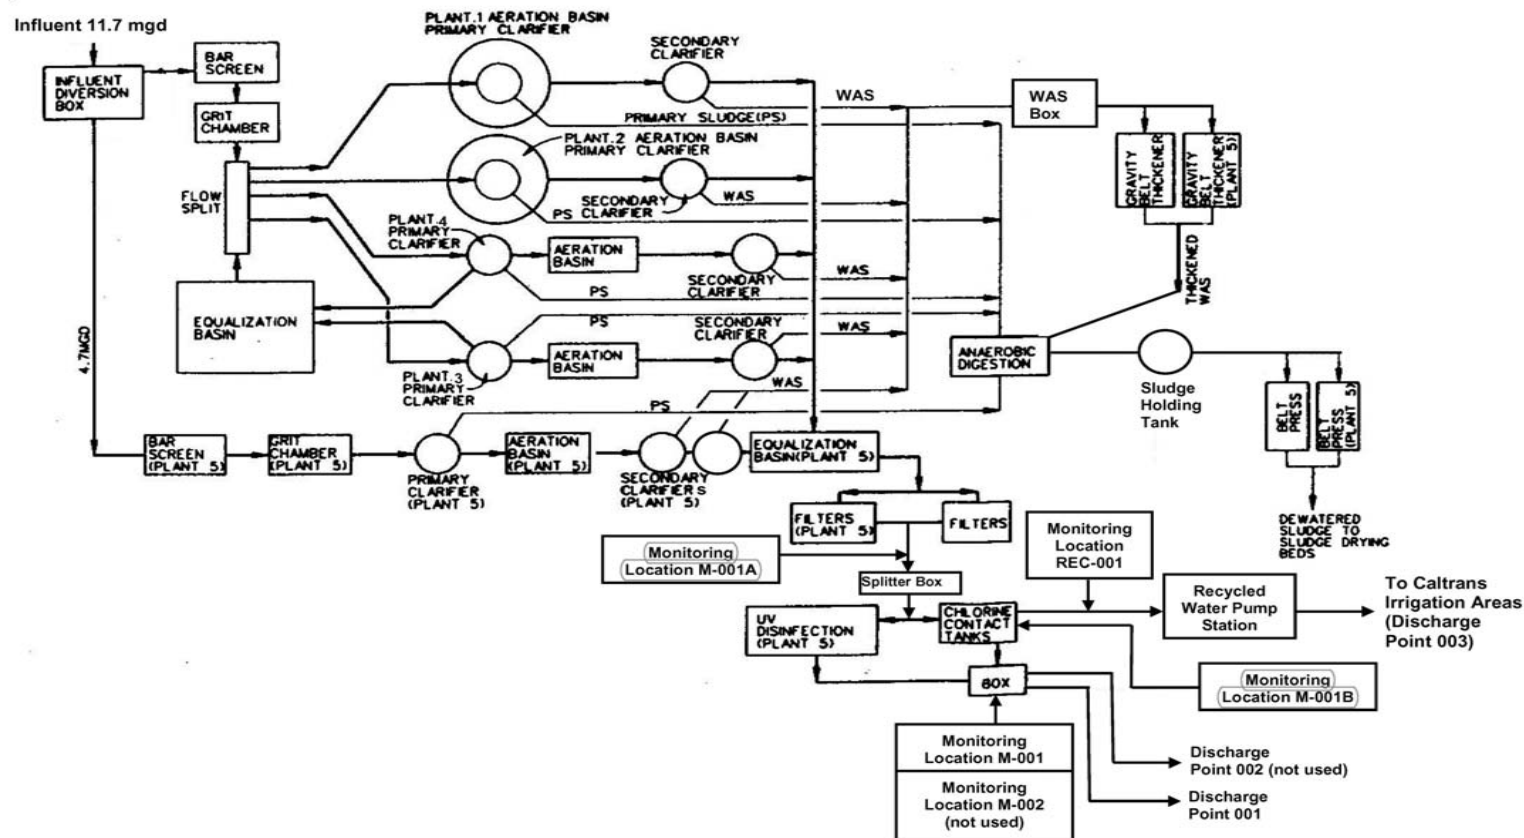 Influent 11.7 mgd
INFLUENT
DIVERSION
BOX
BAR
SCREEN
GRIT
CHAMBER
FLOW
SPLIT
EQUALIZATION
BASIN
4.7MGD
PLANT.1 AERATION BASIN
PRIMARY CLARIFIER
SECONDARY
CLARIFIER
WAS
PRIMARY SLUDGE(PS)
PLANT.2 AERATION BASIN
PRIMARY CLARIFIER
SECONDARY
CLARIFIER
WAS
PS
PLANT.4
PRIMARY
CLARIFIER
AERATION
BASIN
SECONDARY
CLARIFIER
WAS
PS
PS
PLANT.3
PRIMARY
CLARIFIER
AERATION
BASIN
SECONDARY
CLARIFIER
WAS
WAS
PS
BAR
SCREEN
(PLANT 5)
GRIT
CHAMBER
(PLANT 5)
PRIMARY
CLARIFIER
(PLANT 5)
AERATION
BASIN
(PLANT 5)
SECONDARY
CLARIFIER S
(PLANT 5)
EQUALIZATION
BASIN(PLANT 5)
WAS
Box
GRAVITY
BELT
THICKENER
GRAVITY
BELT
THICKENER
(PLANT 5)
THICKENED
WAS
ANAEROBIC
DIGESTION
Sludge
Holding
Tank
BELT
PRESS
BELT
PRESS
(PLANT 5)
DEWATERED
SLUDGE TO
SLUDGE DRYING
BEDS
FILTERS
(PLANT 5)
FILTERS
Monitoring
Location M-001A
Splitter Box
UV
DISINFECTION
(PLANT 5)
CHLORINE
CONTACT
TANKS
BOX
Monitoring
Location
REC-001
Recycled
Water Pump
Station
To Caltrans
Irrigation Areas
(Discharge
Point 003)
Monitoring
Location M-001B
Monitoring
Location M-001
Monitoring
Location M-002
(not used)
Discharge
Point 002 (not used)
Discharge
Point 001